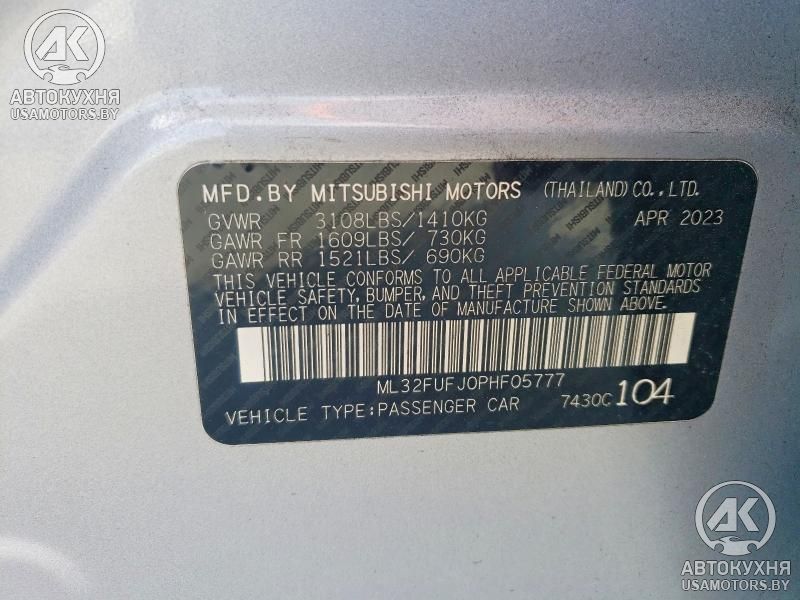 AK
АВТОКУХНЯ
USAMOTORS.BY
MFD.BY MITSUBISHI MOTORS (THAILAND)CO.,LTD.
GVWR 3108LBS/1410KG APR 2023
GAWR FR 1609LBS/ 730KG
GAWR RR 1521LBS/ 690KG
THIS VEHICLE CONFORMS TO ALL APPLICABLE FEDERAL MOTOR
VEHICLE SAFETY, BUMPER, AND THEFT PREVENTION STANDARDS
IN EFFECT ON THE DATE OF MANUFACTURE SHOWN ABOVE.
ML32FUFJ0PHF05777
VEHICLE TYPE:PASSENGER CAR 7430C 104
AK
АВТОКУХНЯ
USAMOTORS.BY